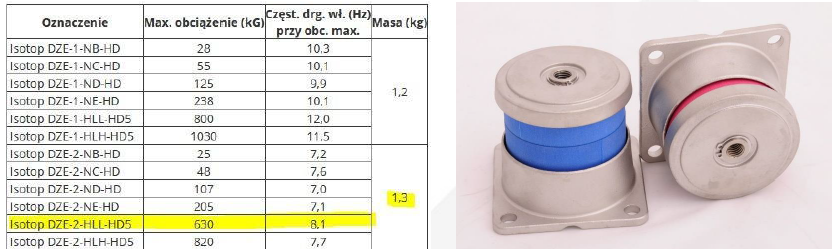 Oznaczenie Max. obciążenie (kG) Częst. drg. wł. (Hz) przy obc. max. Masa (kg)
Isotop DZE-1-NB-HD 28 10,3 1,2
Isotop DZE-1-NC-HD 55 10,1
Isotop DZE-1-ND-HD 125 9,9
Isotop DZE-1-NE-HD 238 10,1
Isotop DZE-1-HLL-HD5 800 12,0
Isotop DZE-1-HLH-HD5 1030 11,5
Isotop DZE-2-NB-HD 25 7,2 1,3
Isotop DZE-2-NC-HD 48 7,6
Isotop DZE-2-ND-HD 107 7,0
Isotop DZE-2-NE-HD 205 7,1
Isotop DZE-2-HLL-HD5 630 8,1
Isotop DZE-2-HLH-HD5 820 7,7